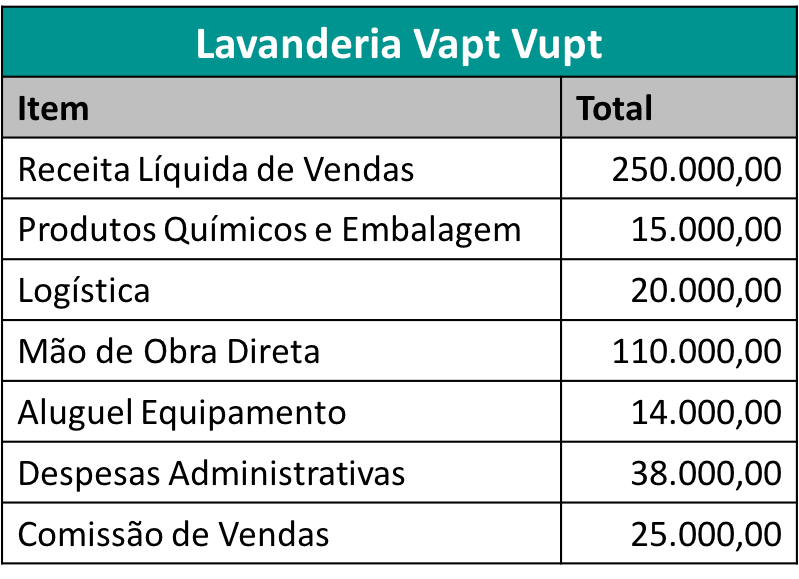 Lavanderia Vapt Vupt
Item Total
Receita Líquida de Vendas 250.000,00
Produtos Químicos e Embalagem 15.000,00
Logística 20.000,00
Mão de Obra Direta 110.000,00
Aluguel Equipamento 14.000,00
Despesas Administrativas 38.000,00
Comissão de Vendas 25.000,00